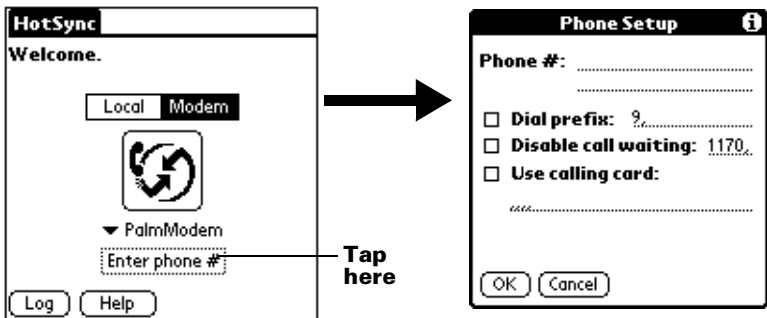 HotSync
Welcome.
Local Modem
PalmModem
Enter phone #
Tap
here
Log Help
Phone Setup i
Phone #:
Dial prefix: 9,
Disable call waiting: 1170,
Use calling card:
,,,,
OK Cancel